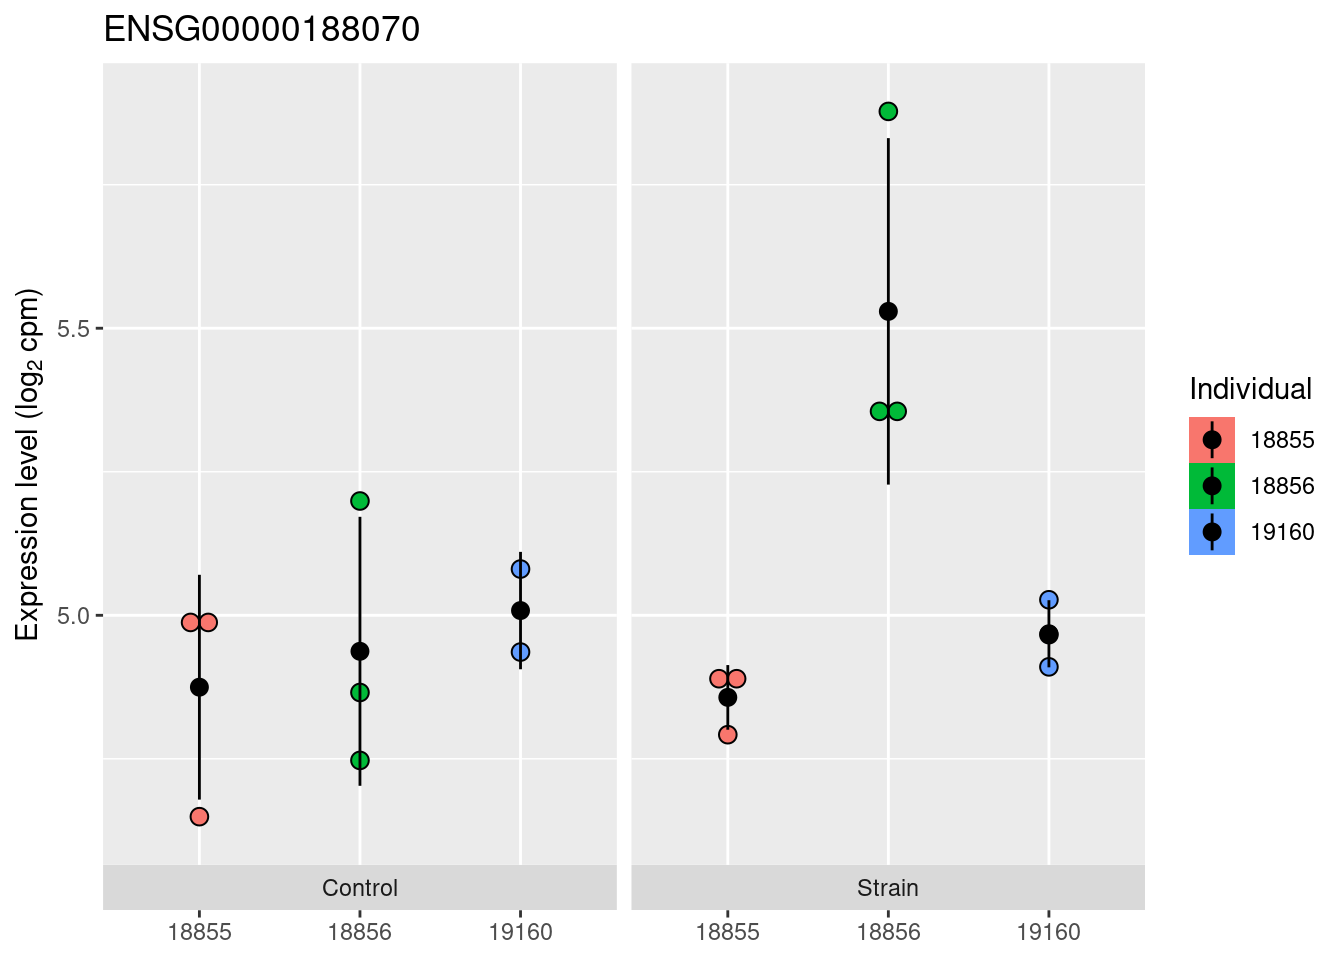 ENSG00000188070
Expression level (log₂ cpm)
5.5
5.0
Control
Strain
18855
18856
19160
18855
18856
19160
Individual
18855
18856
19160